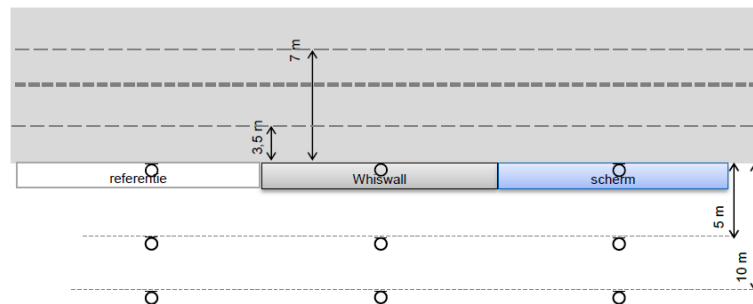 7 m
3,5 m
referentie
Whiswall
scherm
5 m
10 m